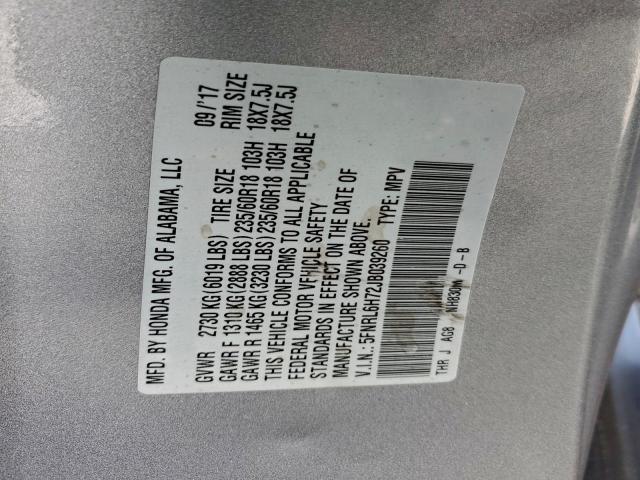 MFD. BY HONDA MFG. OF ALABAMA, LLC 09/'17
GVWR 2730 KG (6019 LBS) TIRE SIZE RIM SIZE
GAWR F 1310 KG (2888 LBS) 235/60R18 103H 18X7.5J
GAWR R 1465 KG (3230 LBS) 235/60R18 103H 18X7.5J
THIS VEHICLE CONFORMS TO ALL APPLICABLE
FEDERAL MOTOR VEHICLE SAFETY
STANDARDS IN EFFECT ON THE DATE OF
MANUFACTURE SHOWN ABOVE.
V.I.N.: 5FNRL6H72JB039260 TYPE: MPV
THR J AG8 NH830M -D-B